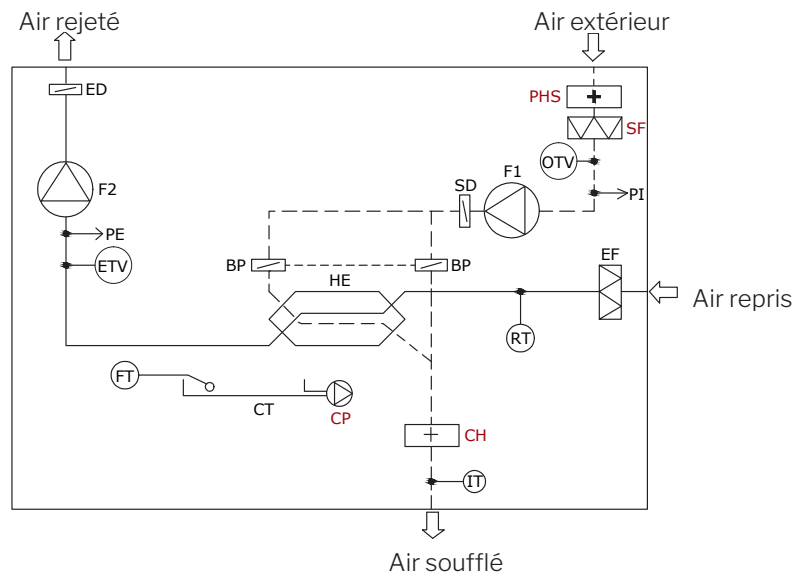 Air rejeté
Air extérieur
ED
PHS
SF
OTV
F1
SD
F2
PI
PE
ETV
BP
BP
EF
HE
Air repris
RT
FT
CT
CP
CH
IT
Air soufflé